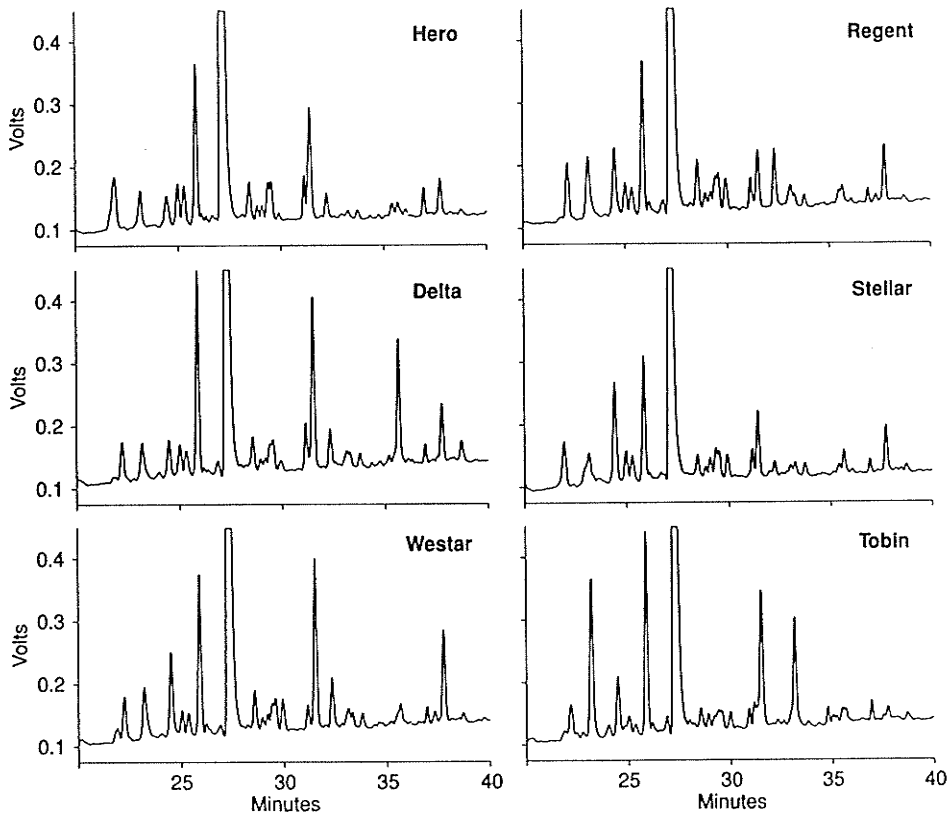 Hero
Volts
0.4
0.3
0.2
0.1
Regent
Delta
Volts
0.4
0.3
0.2
0.1
Stellar
Westar
Volts
0.4
0.3
0.2
0.1
25
30
35
40
Minutes
Tobin
25
30
35
40
Minutes